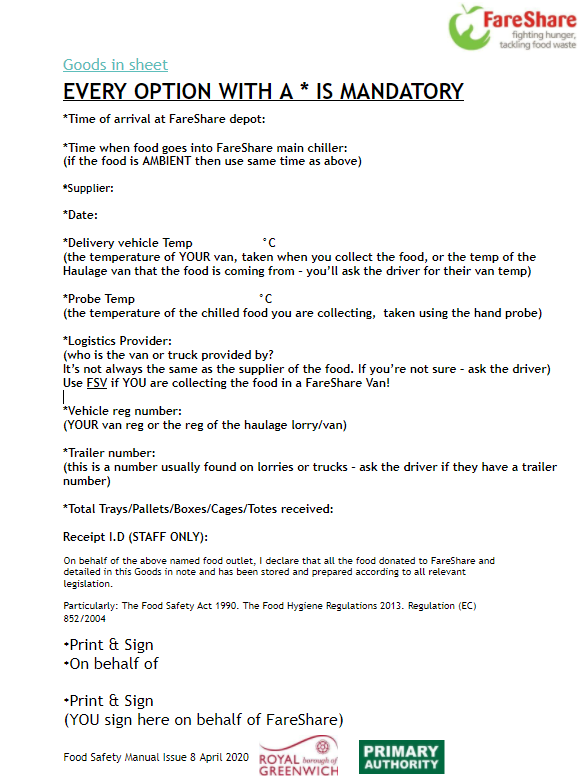 FareShare
fighting hunger,
tackling food waste
Goods in sheet
EVERY OPTION WITH A * IS MANDATORY
*Time of arrival at FareShare depot:
*Time when food goes into FareShare main chiller:
(if the food is AMBIENT then use same time as above)
*Supplier:
*Date:
*Delivery vehicle Temp °C
(the temperature of YOUR van, taken when you collect the food, or the temp of the
Haulage van that the food is coming from – you’ll ask the driver for their van temp)
*Probe Temp °C
(the temperature of the chilled food you are collecting, taken using the hand probe)
*Logistics Provider:
(who is the van or truck provided by?
It’s not always the same as the supplier of the food. If you’re not sure – ask the driver)
Use FSV if YOU are collecting the food in a FareShare Van!
*Vehicle reg number:
(YOUR van reg or the reg of the haulage lorry/van)
*Trailer number:
(this is a number usually found on lorries or trucks – ask the driver if they have a trailer
number)
*Total Trays/Pallets/Boxes/Cages/Totes received:
Receipt I.D (STAFF ONLY):
On behalf of the above named food outlet, I declare that all the food donated to FareShare and
detailed in this Goods in note and has been stored and prepared according to all relevant
legislation.
Particularly: The Food Safety Act 1990. The Food Hygiene Regulations 2013. Regulation (EC)
852/2004
*Print & Sign
*On behalf of
*Print & Sign
(YOU sign here on behalf of FareShare)
Food Safety Manual Issue 8 April 2020
ROYAL borough of
GREENWICH
PRIMARY
AUTHORITY